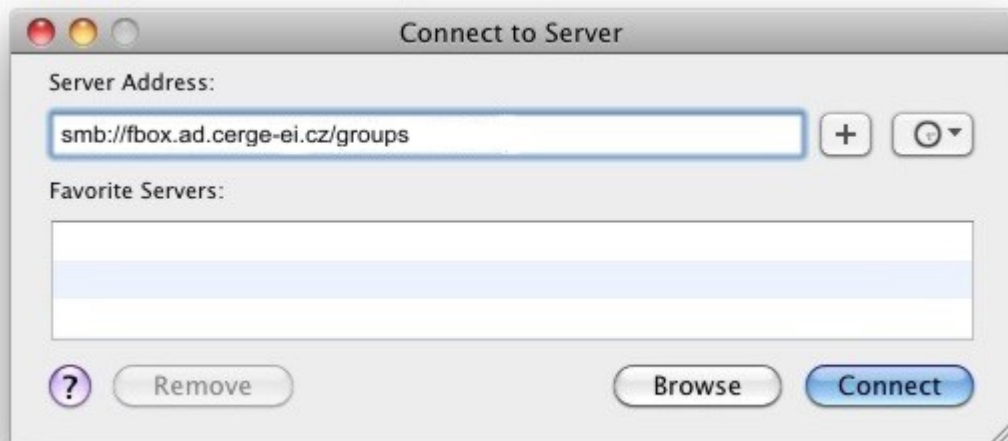 Connect to Server
Server Address:
smb://fbox.ad.cerge-ei.cz/groups
+
Favorite Servers:
? Remove Browse Connect